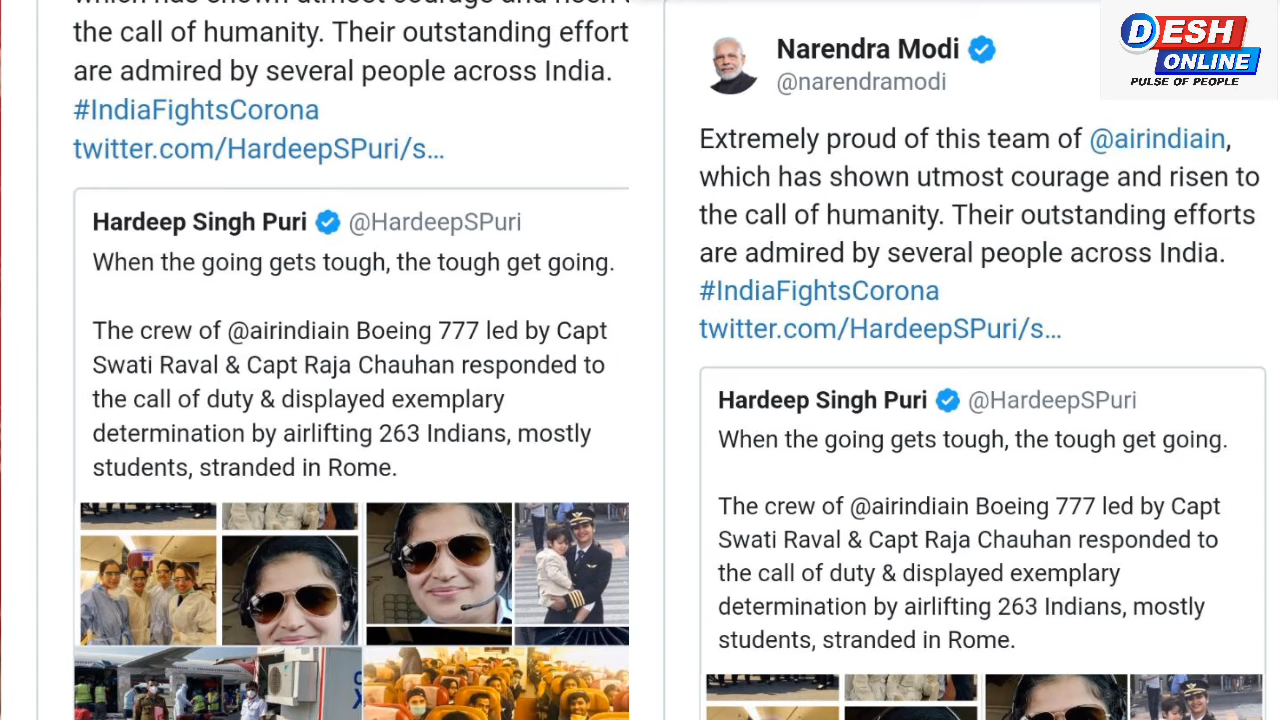 which has shown utmost courage and risen t
the call of humanity. Their outstanding effort
are admired by several people across India.
#IndiaFightsCorona
twitter.com/HardeepSPuri/s...
Hardeep Singh Puri @HardeepSPuri
When the going gets tough, the tough get going.
The crew of @airindiain Boeing 777 led by Capt
Swati Raval & Capt Raja Chauhan responded to
the call of duty & displayed exemplary
determination by airlifting 263 Indians, mostly
students, stranded in Rome.
DESH
ONLINE
PULSE OF PEOPLE
Narendra Modi
@narendramodi
Extremely proud of this team of @airindiain,
which has shown utmost courage and risen to
the call of humanity. Their outstanding efforts
are admired by several people across India.
#IndiaFightsCorona
twitter.com/HardeepSPuri/s...
Hardeep Singh Puri @HardeepSPuri
When the going gets tough, the tough get going.
The crew of @airindiain Boeing 777 led by Capt
Swati Raval & Capt Raja Chauhan responded to
the call of duty & displayed exemplary
determination by airlifting 263 Indians, mostly
students, stranded in Rome.